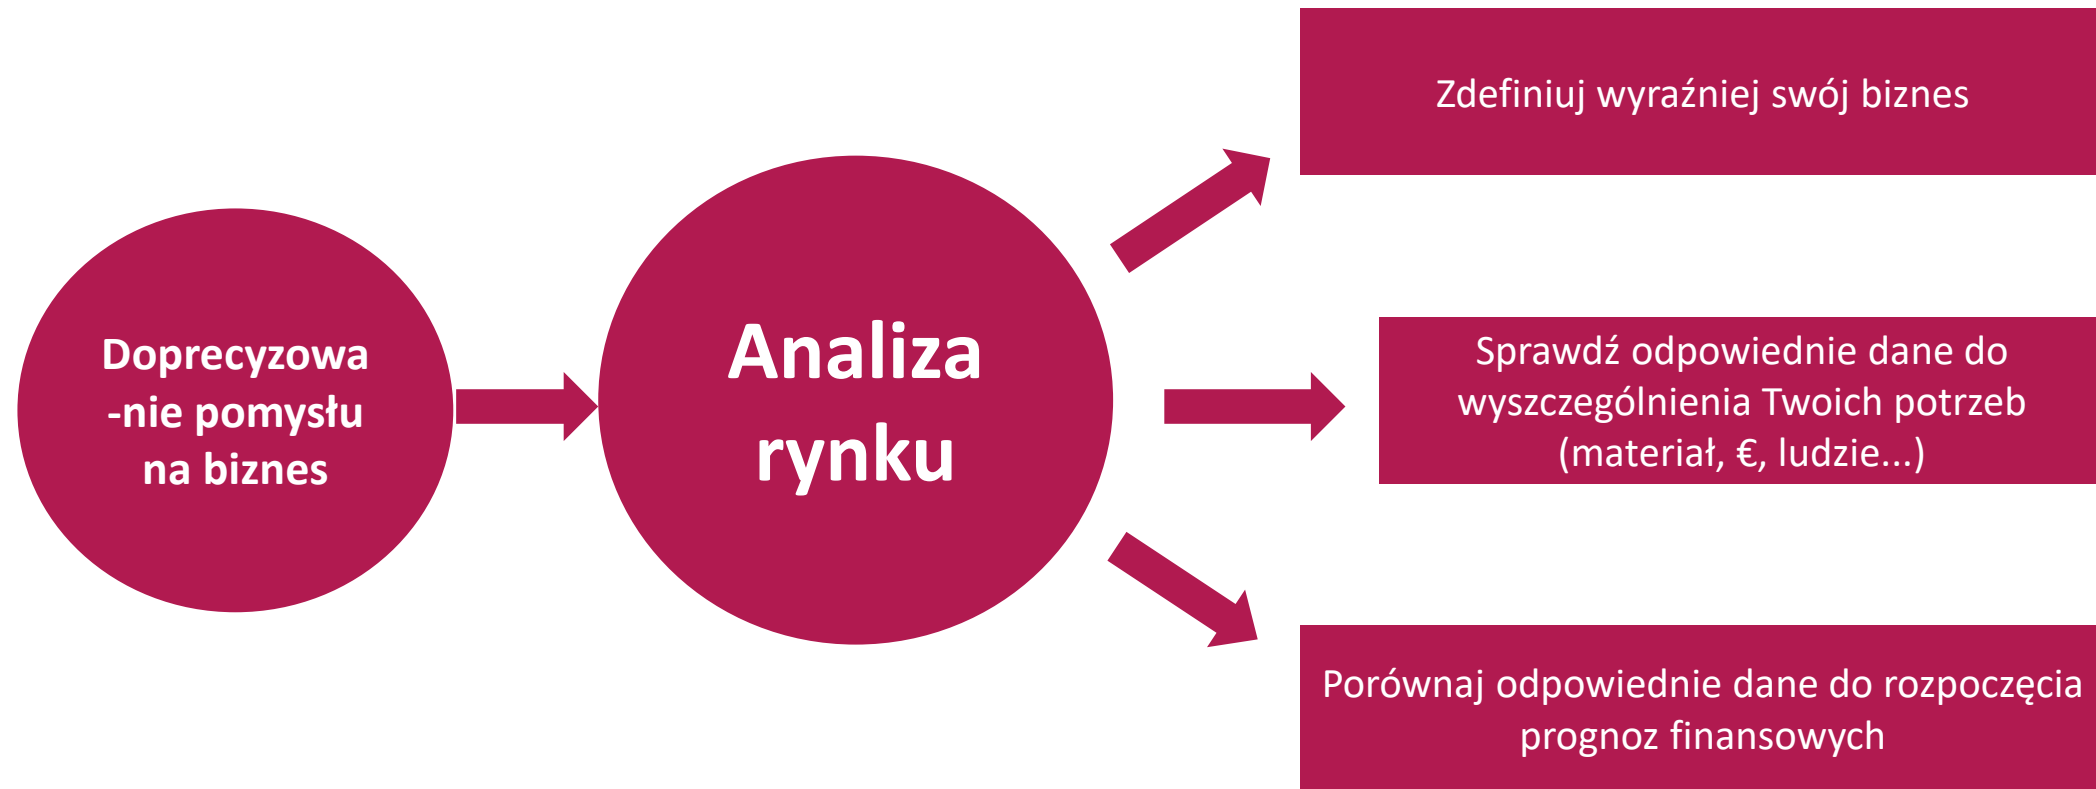 Doprecyzowa
-nie pomysłu
na biznes
Analiza
rynku
Zdefiniuj wyraźniej swój biznes
Sprawdź odpowiednie dane do
wyszczególnienia Twoich potrzeb
(materiał, €, ludzie...)
Porównaj odpowiednie dane do rozpoczęcia
prognoz finansowych